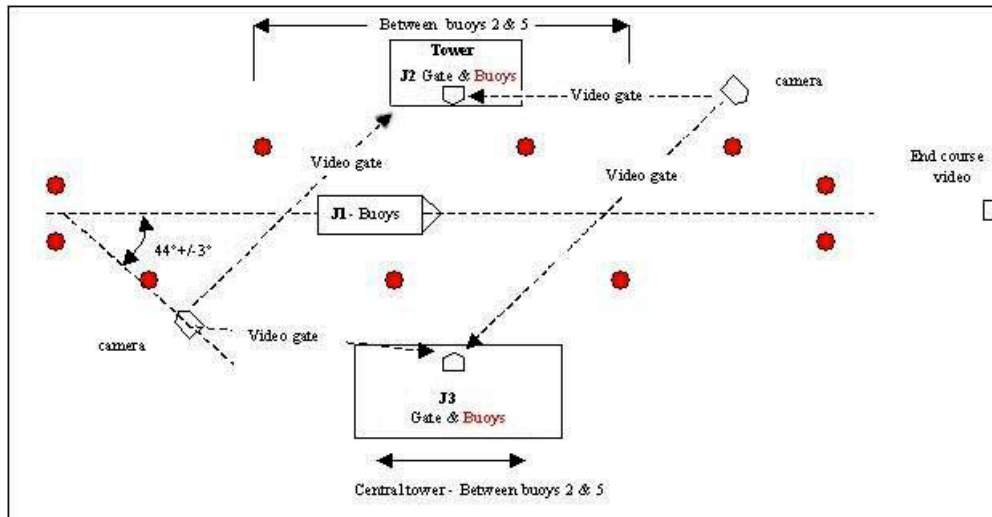 Between buoys 2 & 5
Tower
J2 Gate & Buoys
Video gate
camera
Video gate
Video gate
End course
video
J1 - Buoys
44°+/-3°
camera
Video gate
J3
Gate & Buoys
Central tower - Between buoys 2 & 5